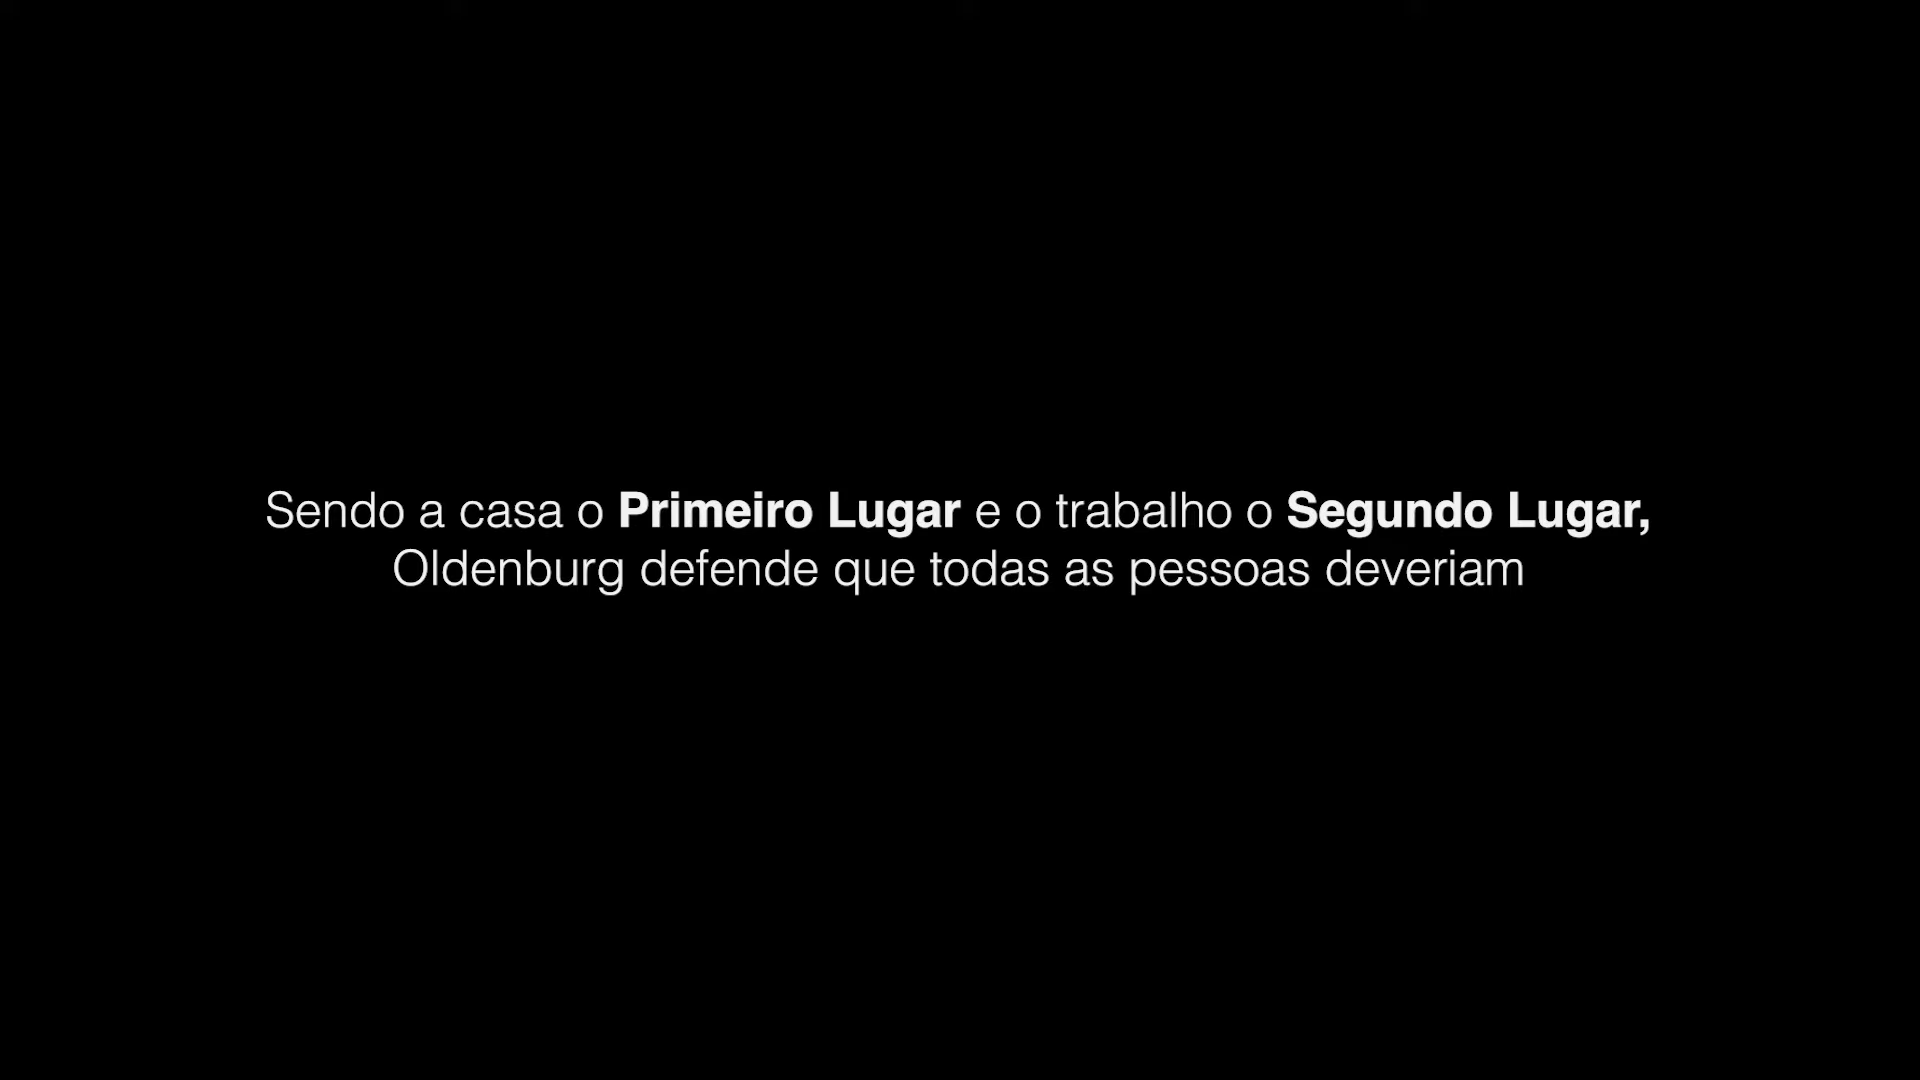 Sendo a casa o Primeiro Lugar e o trabalho o Segundo Lugar,
Oldenburg defende que todas as pessoas deveriam